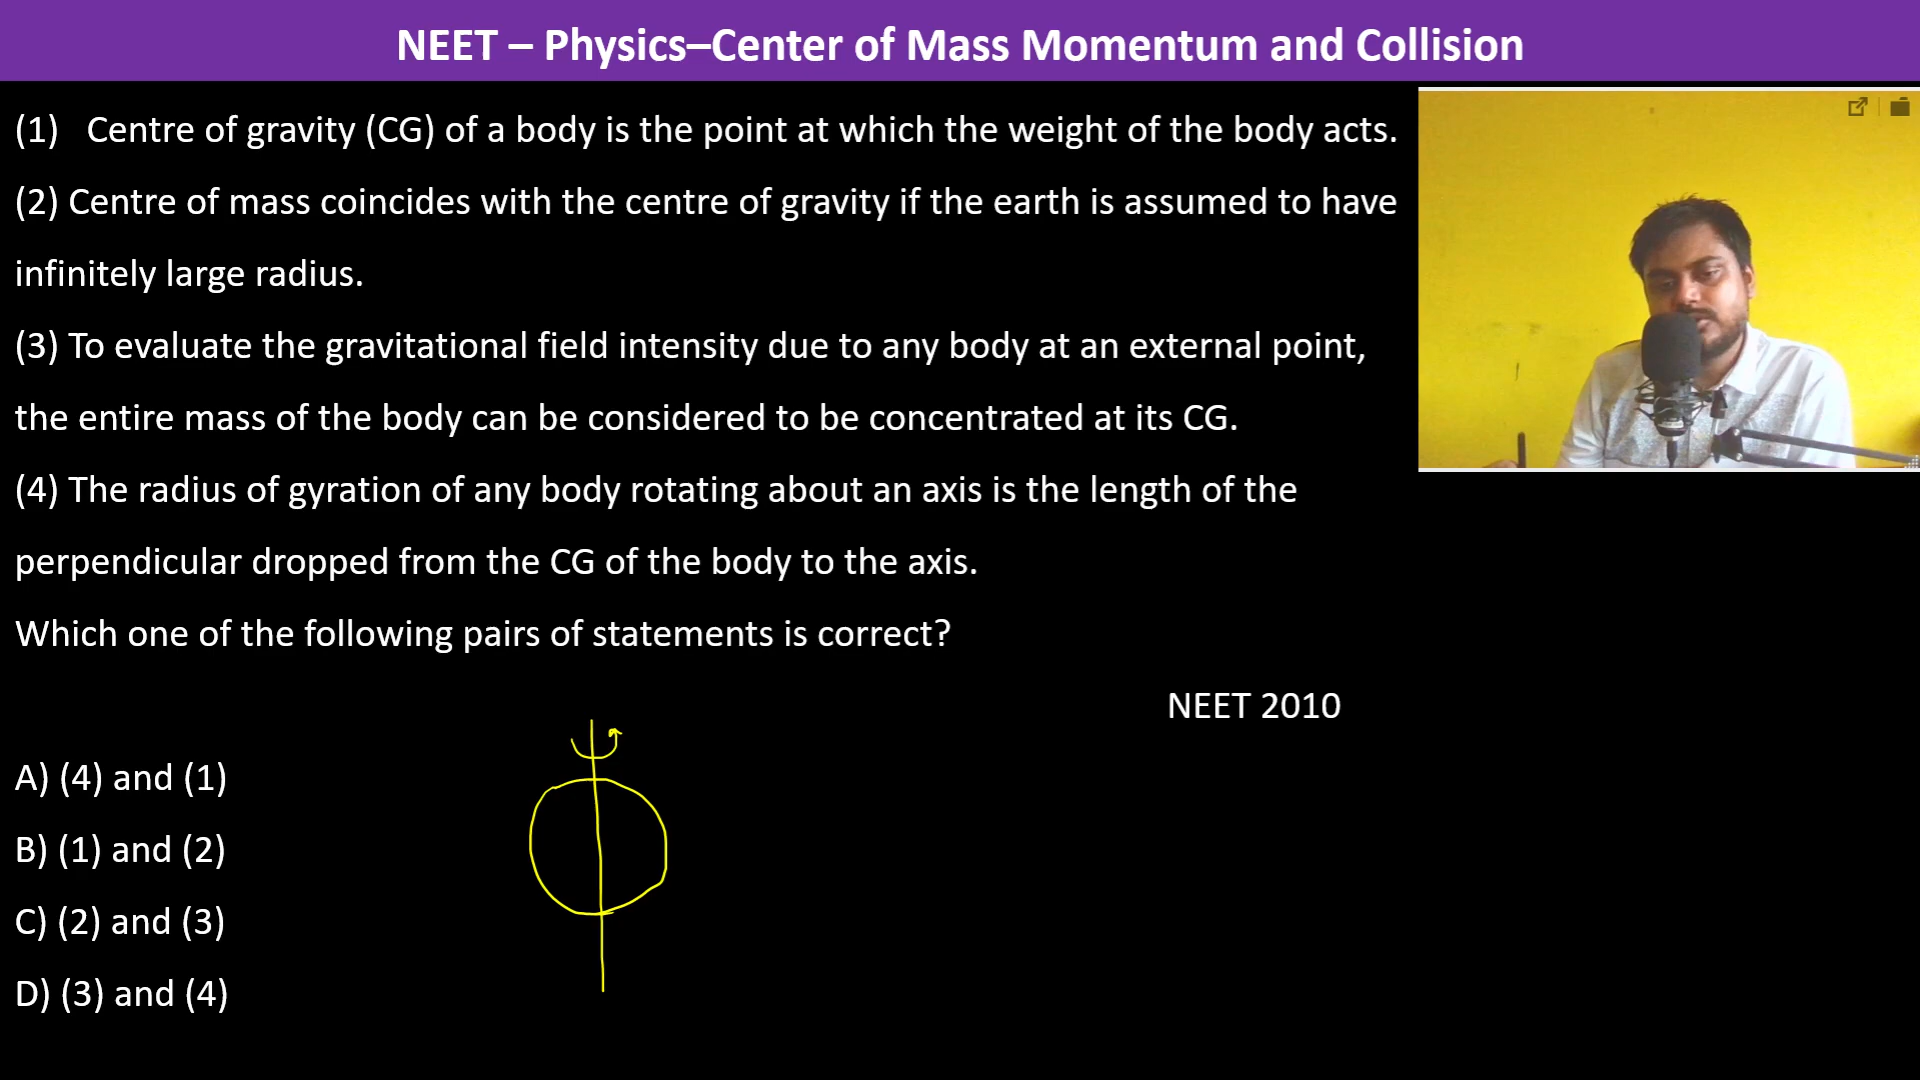 NEET – Physics–Center of Mass Momentum and Collision
(1) Centre of gravity (CG) of a body is the point at which the weight of the body acts.
(2) Centre of mass coincides with the centre of gravity if the earth is assumed to have
infinitely large radius.
(3) To evaluate the gravitational field intensity due to any body at an external point,
the entire mass of the body can be considered to be concentrated at its CG.
(4) The radius of gyration of any body rotating about an axis is the length of the
perpendicular dropped from the CG of the body to the axis.
Which one of the following pairs of statements is correct?
NEET 2010
A) (4) and (1)
B) (1) and (2)
C) (2) and (3)
D) (3) and (4)